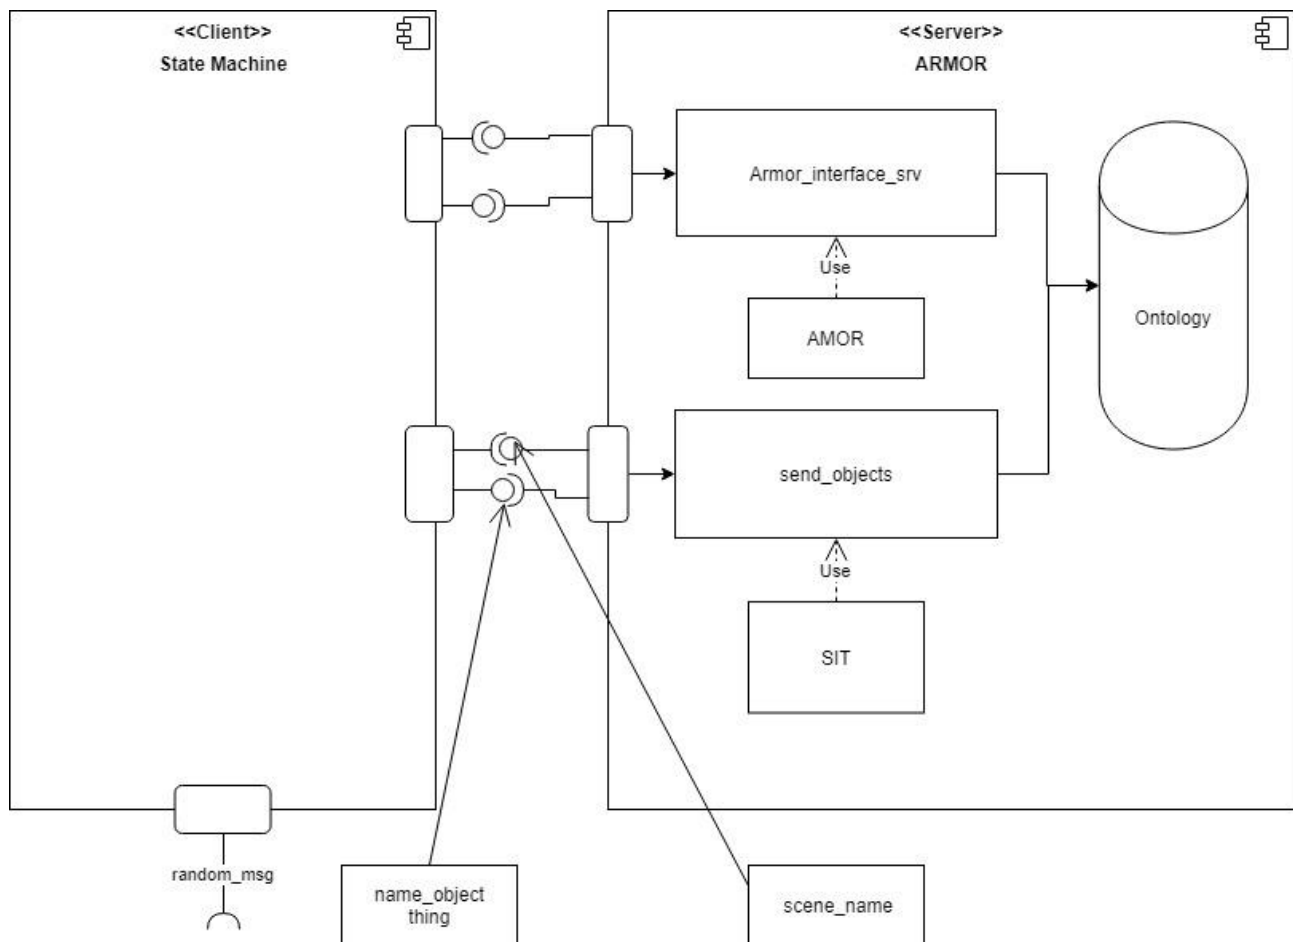 <<Client>>
State Machine
<<Server>>
ARMOR
Armor_interface_srv
Use
AMOR
Ontology
send_objects
Use
SIT
random_msg
name_object
thing
scene_name